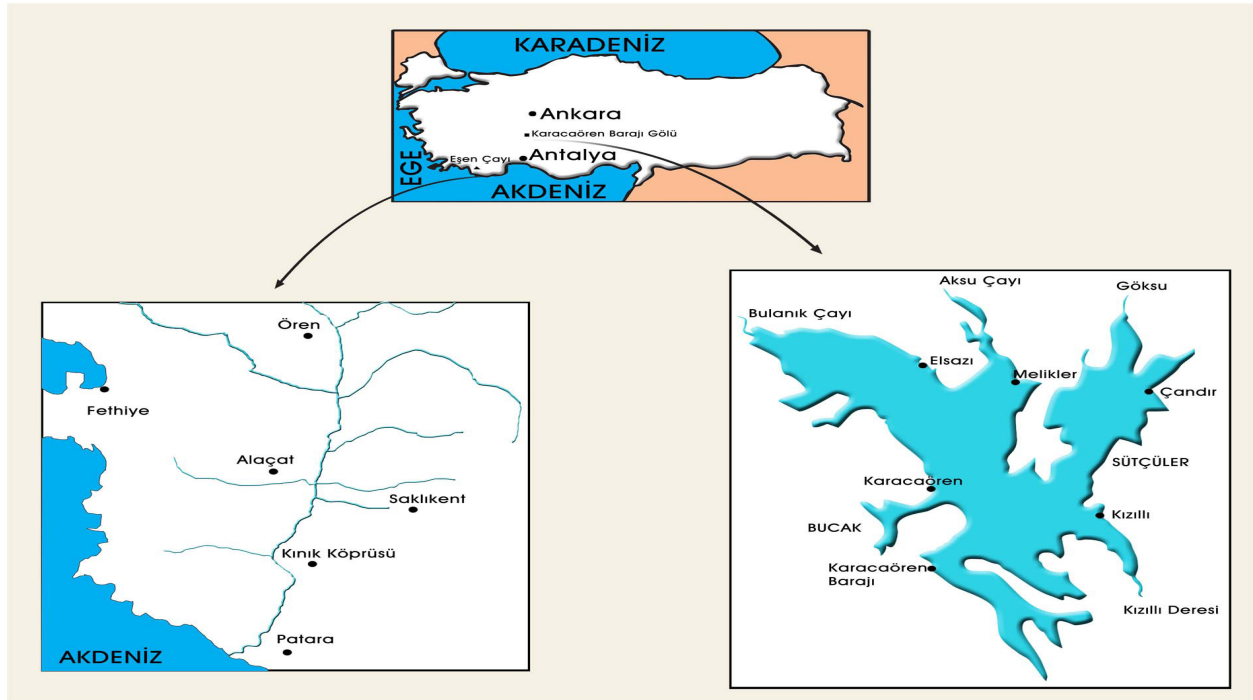 KARADENİZ
Ankara
Karacaören Barajı Gölü
Eşen Çayı
Antalya
EGE
AKDENİZ
Ören
Fethiye
Alaçat
Saklıkent
Kınık Köprüsü
Patara
AKDENİZ
Aksu Çayı
Göksu
Bulanık Çayı
Elsazı
Melikler
Çandır
SÜTÇÜLER
Karacaören
Kızıllı
BUCAK
Karacaören
Barajı
Kızıllı Deresi